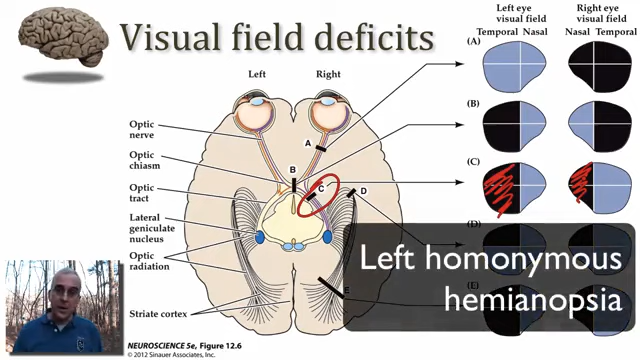 Visual field deficits
Left eye
visual field
Right eye
visual field
Temporal Nasal
Nasal Temporal
(A)
(B)
(C)
(D)
(E)
Left
Right
Optic
nerve
Optic
chiasm
Optic
tract
Lateral
geniculate
nucleus
Optic
radiation
Striate cortex
A
B
C
D
E
Left homonymous
hemianopsia
NEUROSCIENCE 5e, Figure 12.6
© 2012 Sinauer Associates, Inc.